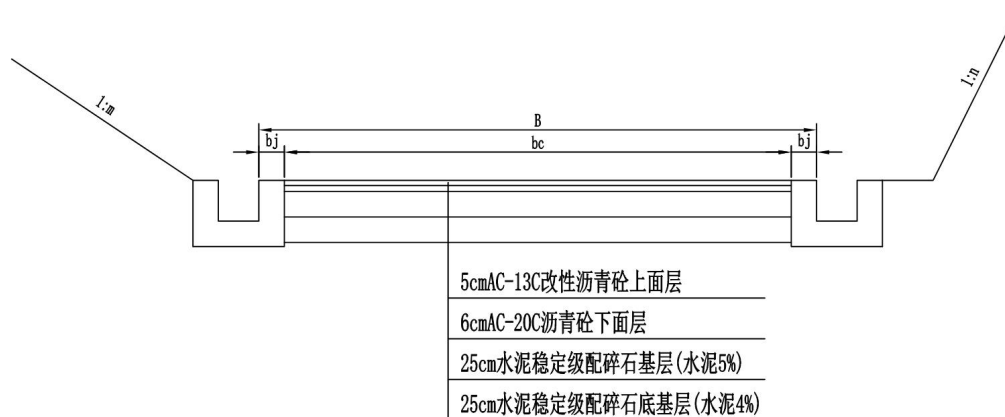 1:m
1:n
B
bj
bc
bj
5cmAC-13C改性沥青砼上面层
6cmAC-20C沥青砼下面层
25cm水泥稳定级配碎石基层(水泥5%)
25cm水泥稳定级配碎石底基层(水泥4%)